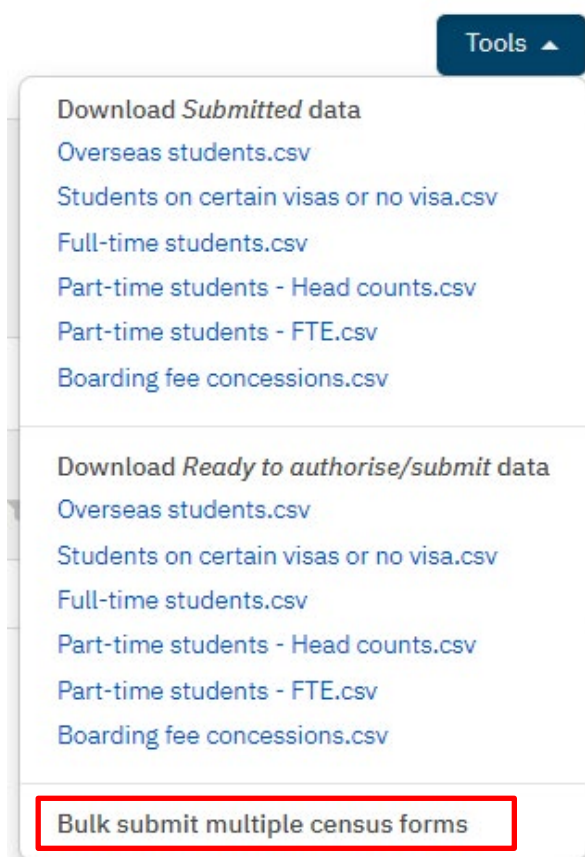 Tools
Download Submitted data
Overseas students.csv
Students on certain visas or no visa.csv
Full-time students.csv
Part-time students - Head counts.csv
Part-time students - FTE.csv
Boarding fee concessions.csv
Download Ready to authorise/submit data
Overseas students.csv
Students on certain visas or no visa.csv
Full-time students.csv
Part-time students - Head counts.csv
Part-time students - FTE.csv
Boarding fee concessions.csv
Bulk submit multiple census forms